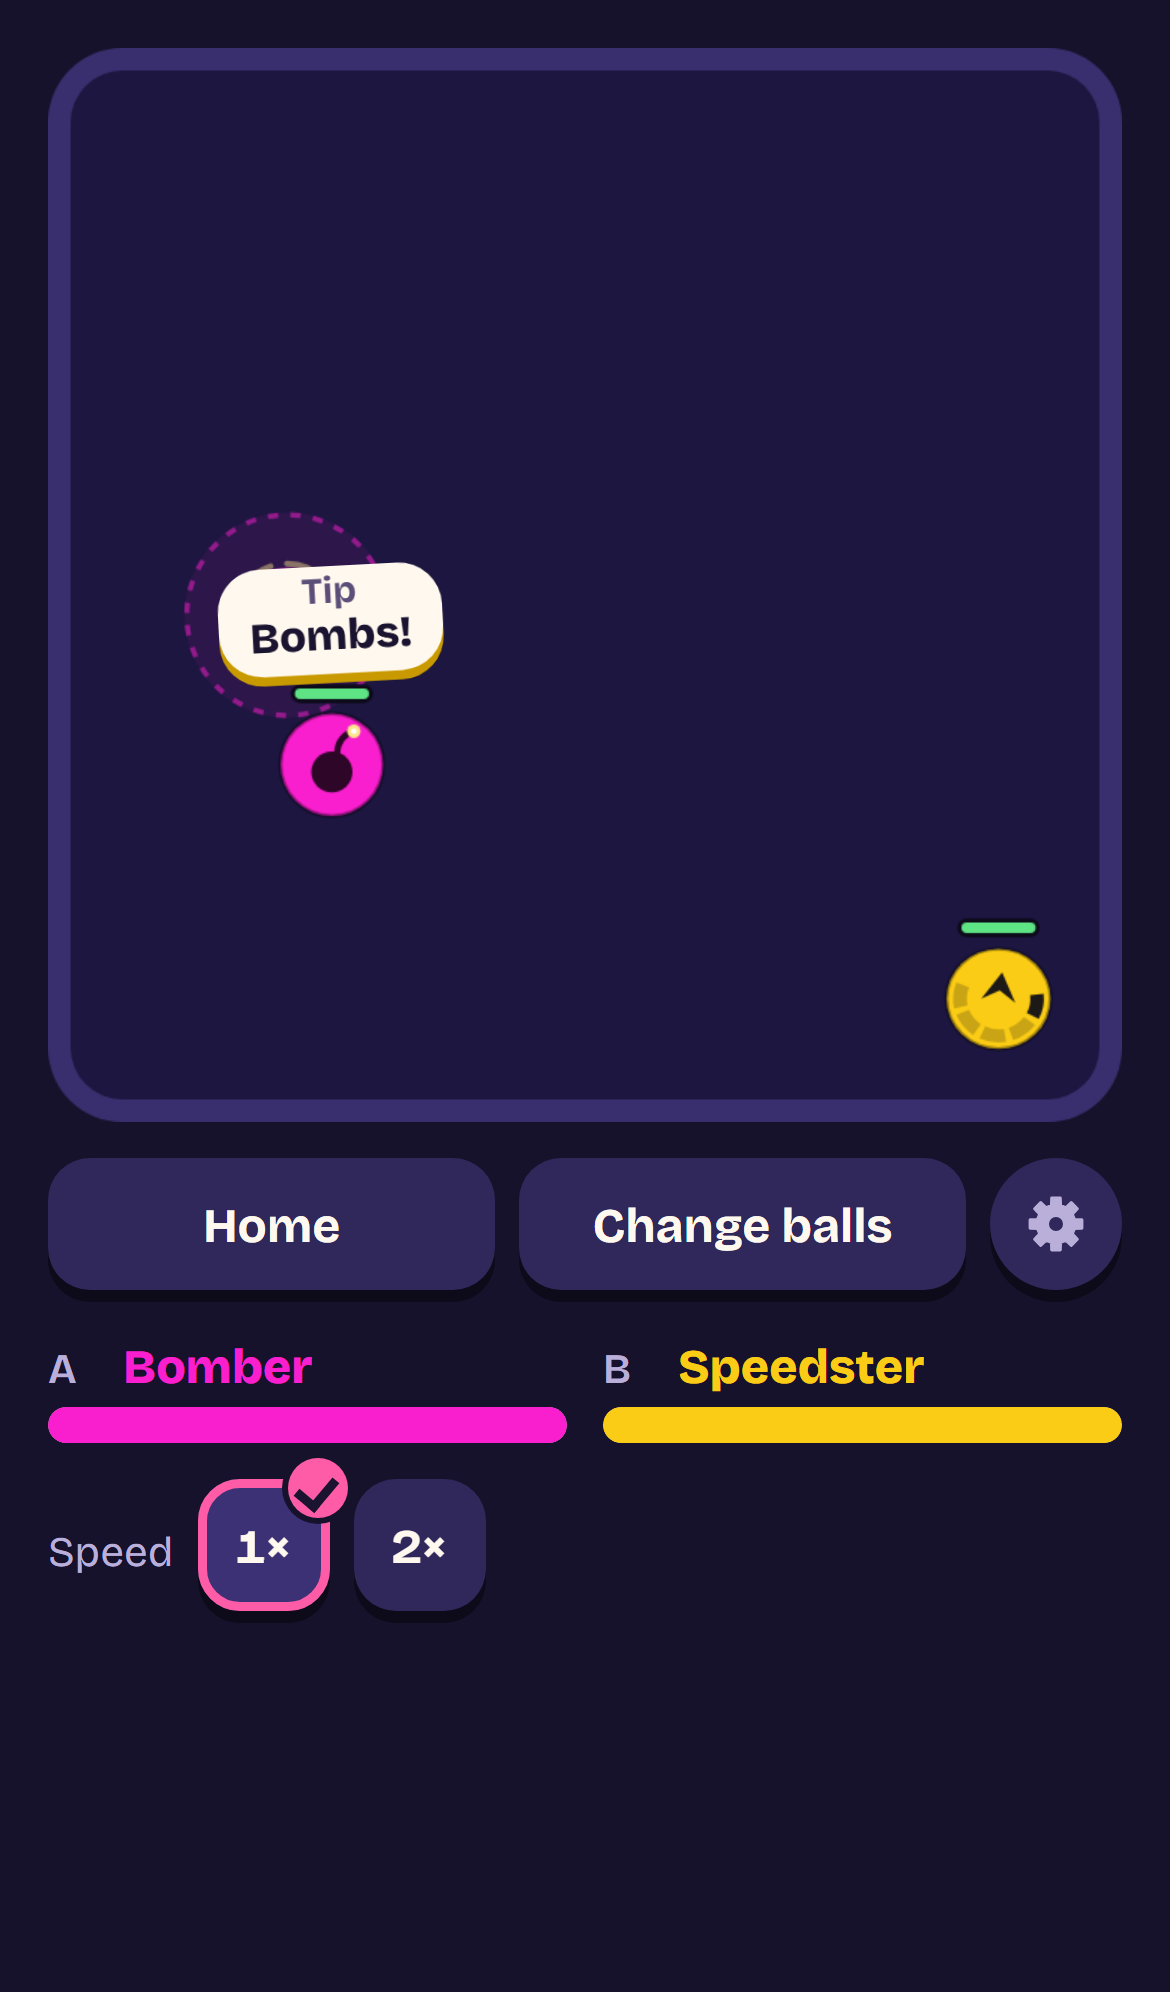 Tip
Bombs!
Home
Change balls
A Bomber
B Speedster
Speed
1×
2×